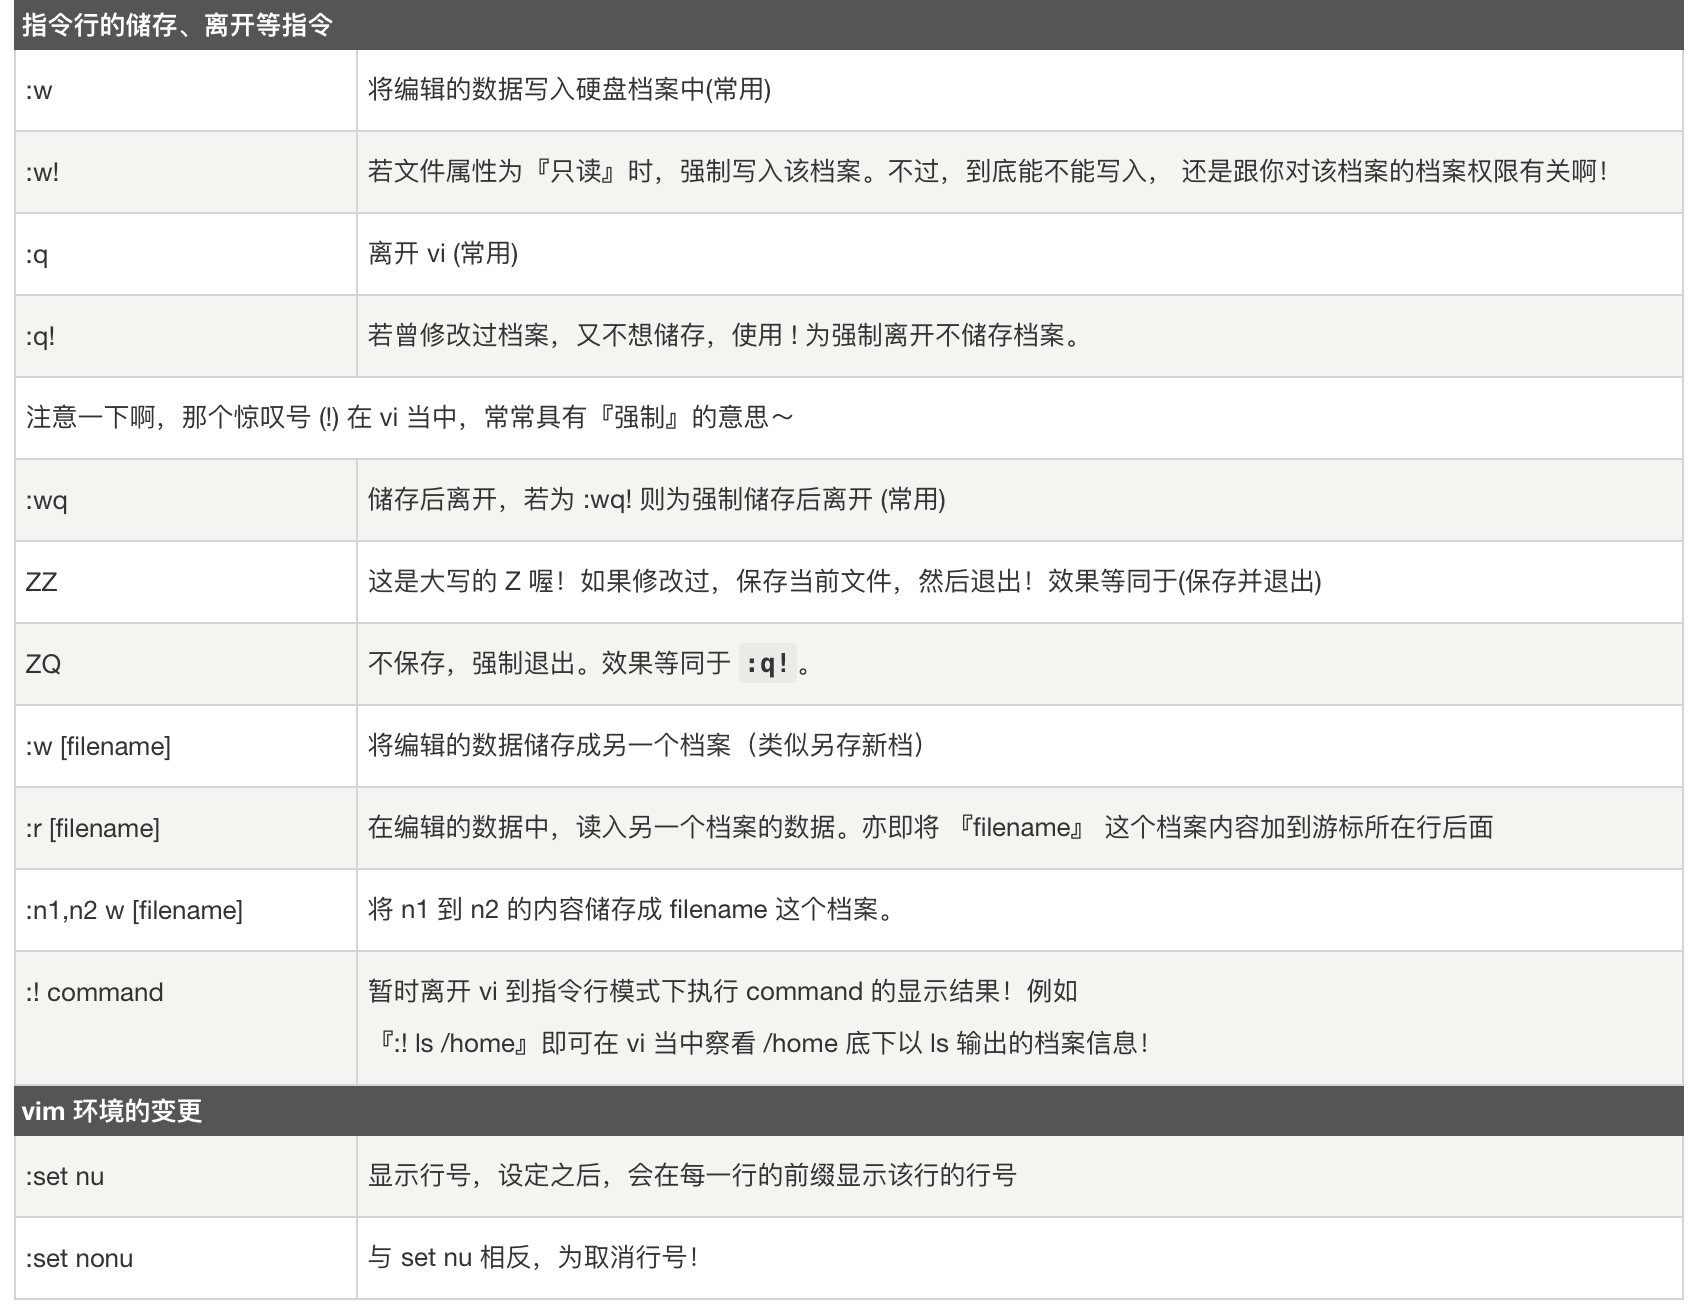 指令行的储存、离开等指令
:w
将编辑的数据写入硬盘档案中(常用)
:w!
若文件属性为『只读』时，强制写入该档案。不过，到底能不能写入， 还是跟你对该档案的档案权限有关啊！
:q
离开 vi (常用)
:q!
若曾修改过档案，又不想储存，使用 ! 为强制离开不储存档案。
注意一下啊，那个惊叹号 (!) 在 vi 当中，常常具有『强制』的意思～
:wq
储存后离开，若为 :wq! 则为强制储存后离开 (常用)
ZZ
这是大写的 Z 喔！如果修改过，保存当前文件，然后退出！效果等同于(保存并退出)
ZQ
不保存，强制退出。效果等同于 :q!。
:w [filename]
将编辑的数据储存成另一个档案（类似另存新档）
:r [filename]
在编辑的数据中，读入另一个档案的数据。亦即将 『filename』 这个档案内容加到游标所在行后面
:n1,n2 w [filename]
将 n1 到 n2 的内容储存成 filename 这个档案。
:! command
暂时离开 vi 到指令行模式下执行 command 的显示结果！例如
『:! ls /home』即可在 vi 当中察看 /home 底下以 ls 输出的档案信息！
vim 环境的变更
:set nu
显示行号，设定之后，会在每一行的前缀显示该行的行号
:set nonu
与 set nu 相反，为取消行号！